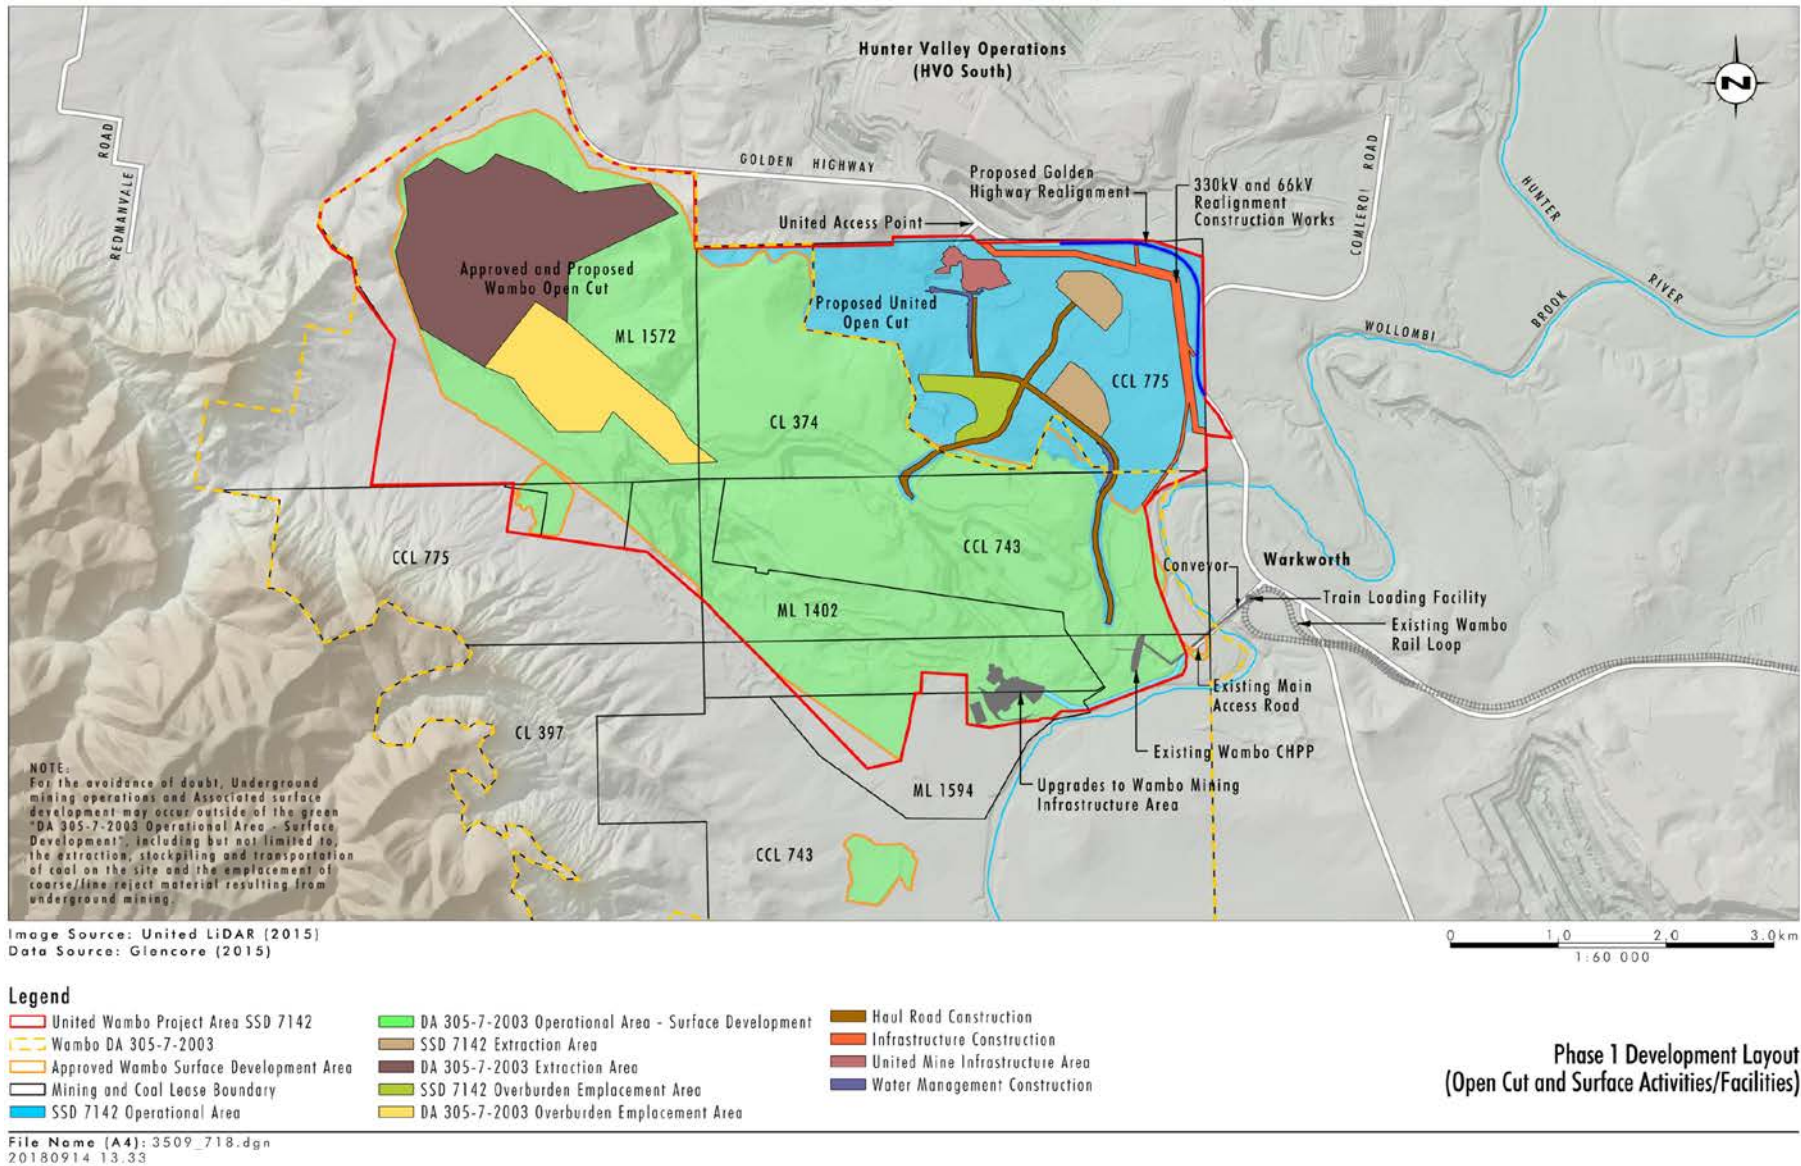 Hunter Valley Operations
(HVO South)
N
ROAD
REDMANVALE
GOLDEN HIGHWAY
Proposed Golden
Highway Realignment
330kV and 66kV
Realignment
Construction Works
COMLEROI ROAD
HUNTER
RIVER
United Access Point
Approved and Proposed
Wambo Open Cut
Proposed United
Open Cut
ML 1572
WOLLOMBI
BROOK
CCL 775
CL 374
CCL 775
CCL 743
Conveyor
Warkworth
Train Loading Facility
ML 1402
Existing Wambo
Rail Loop
Existing Main
Access Road
CL 397
Existing Wambo CHPP
ML 1594
Upgrades to Wambo Mining
Infrastructure Area
CCL 743
NOTE:
For the avoidance of doubt, Underground
mining operations and Associated surface
development may occur outside of the green
"DA 305-7-2003 Operational Area - Surface
Development", including but not limited to,
the extraction, stockpiling and transportation
of coal on the site and the emplacement of
coarse/fine reject material resulting from
underground mining.
Image Source: United LiDAR (2015)
Data Source: Glencore (2015)
0 1,0 2,0 3.0km
1:60 000
Legend
United Wambo Project Area SSD 7142
Wambo DA 305-7-2003
Approved Wambo Surface Development Area
Mining and Coal Lease Boundary
SSD 7142 Operational Area
DA 305-7-2003 Operational Area - Surface Development
SSD 7142 Extraction Area
DA 305-7-2003 Extraction Area
SSD 7142 Overburden Emplacement Area
DA 305-7-2003 Overburden Emplacement Area
Haul Road Construction
Infrastructure Construction
United Mine Infrastructure Area
Water Management Construction
Phase 1 Development Layout
(Open Cut and Surface Activities/Facilities)
File Name (A4): 3509_718.dgn
20180914 13.33